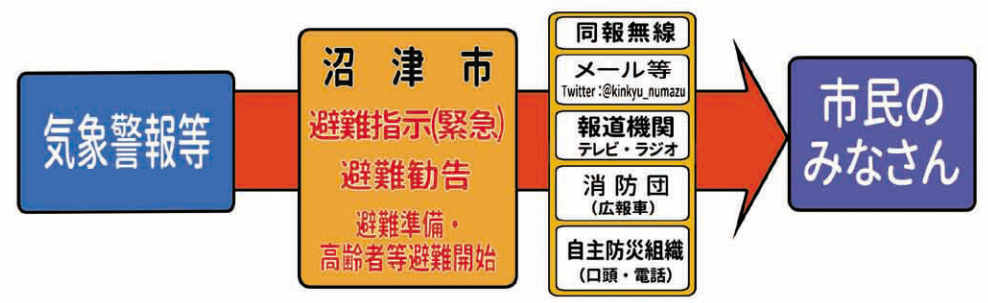 気象警報等
沼津市
避難指示(緊急)
避難勧告
避難準備・
高齢者等避難開始
同報無線
メール等
Twitter:@kinkyu_numazu
報道機関
テレビ・ラジオ
消防団
(広報車)
自主防災組織
(口頭・電話)
市民の
みなさん